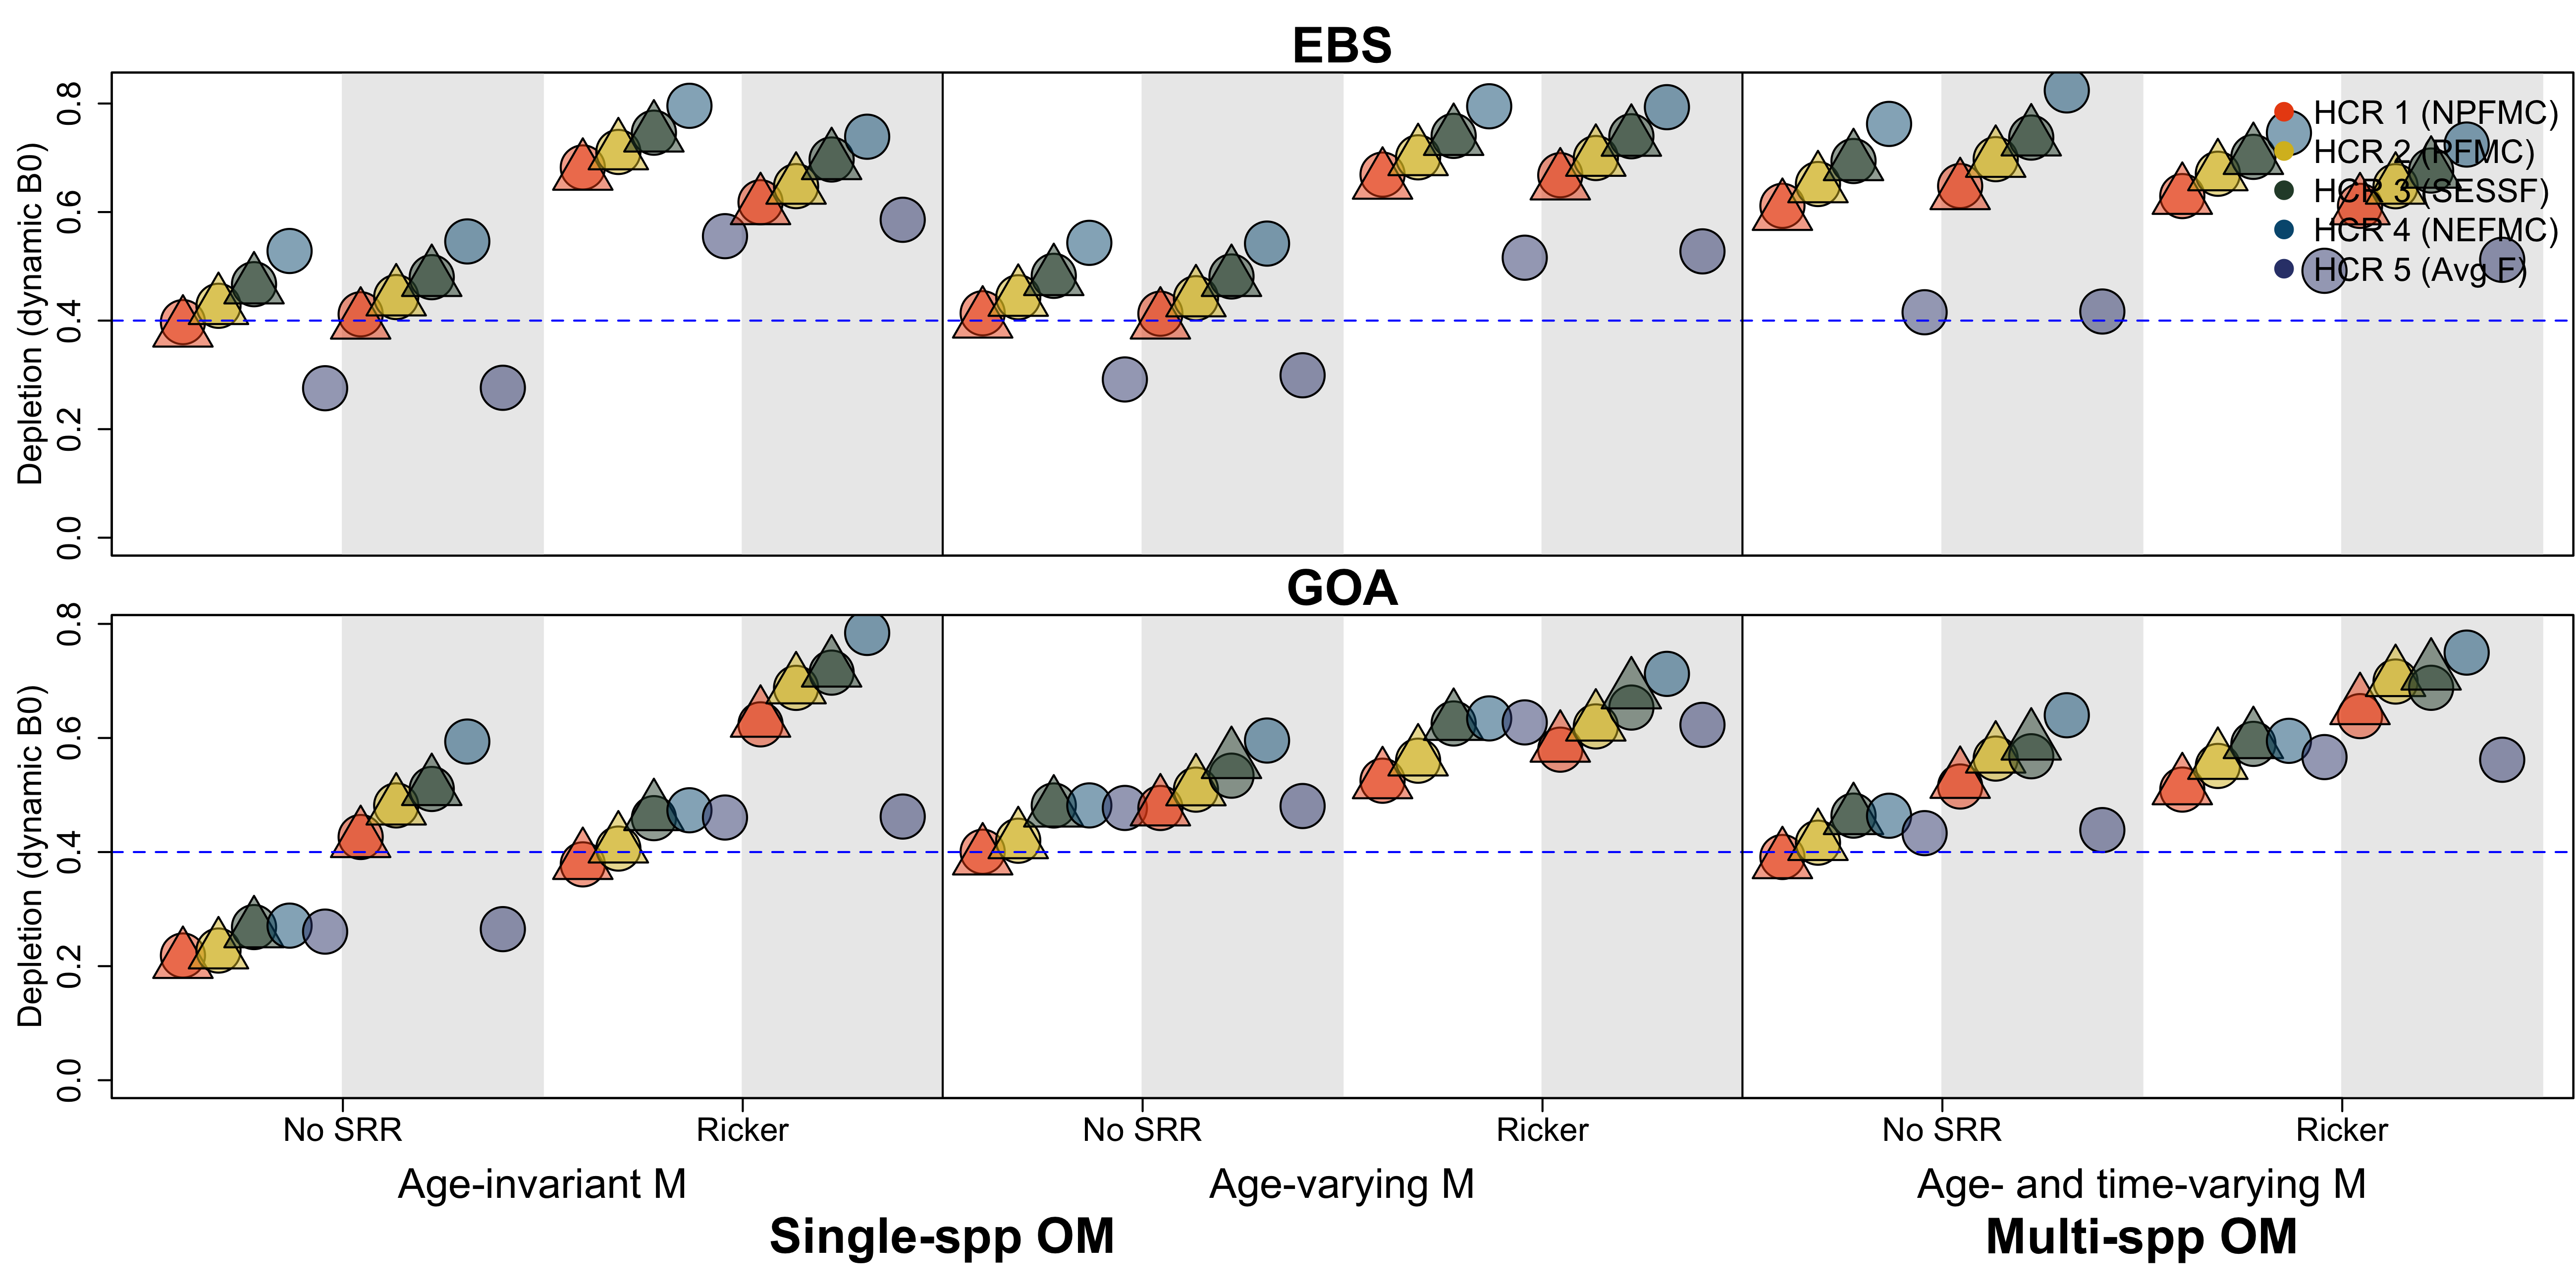 EBS
Depletion (dynamic B0)
0.8
0.6
0.4
0.2
0.0
HCR 1 (NPFMC)
HCR 2 (PFMC)
HCR 3 (SESSF)
HCR 4 (NEFMC)
HCR 5 (Avg F)
GOA
Depletion (dynamic B0)
0.8
0.6
0.4
0.2
0.0
No SRR Ricker No SRR Ricker No SRR Ricker
Age-invariant M Age-varying M Age- and time-varying M
Single-spp OM Multi-spp OM